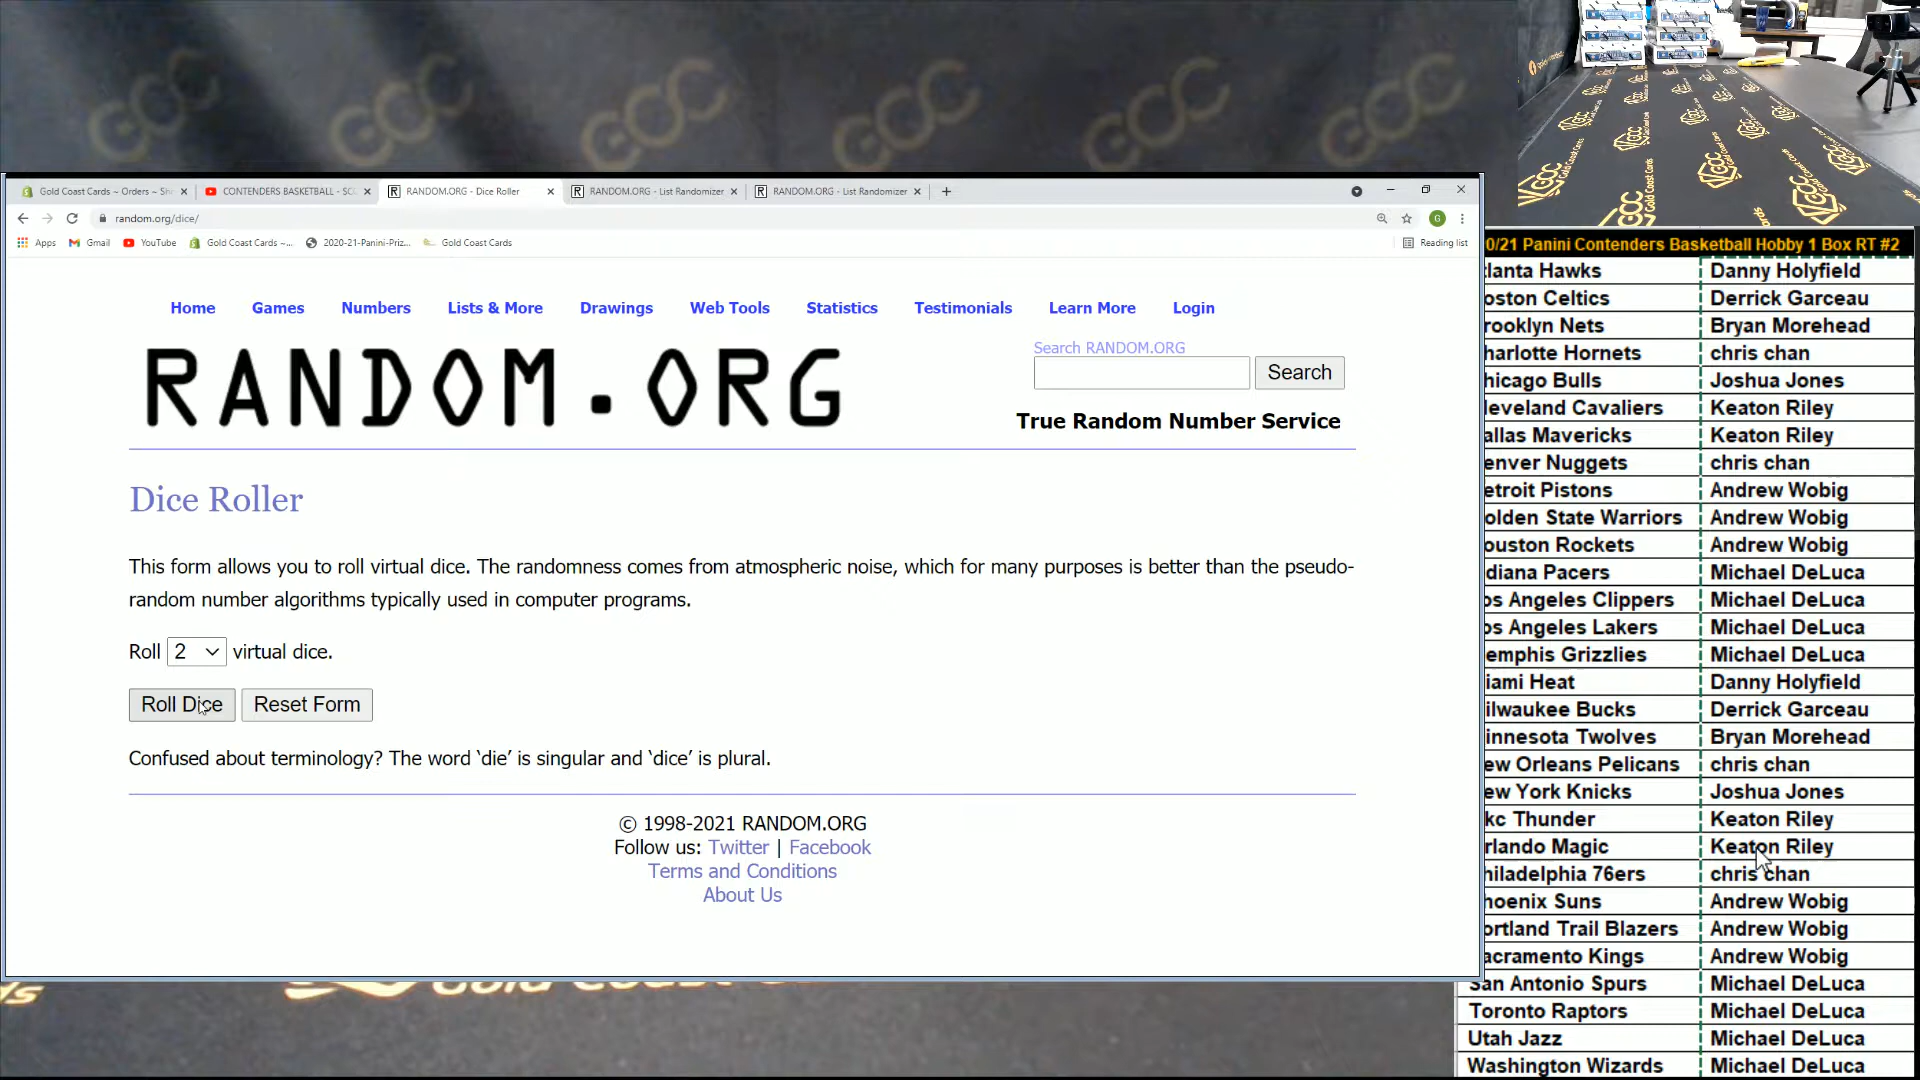 GCC GCC GCC GCC GCC GCC
Gold Coast Cards ~ Orders ~ Sh
CONTENDERS BASKETBALL - SC
RANDOM.ORG - Dice Roller
RANDOM.ORG - List Randomizer
RANDOM.ORG - List Randomizer
random.org/dice/
Apps
Gmail
YouTube
Gold Coast Cards ~...
2020-21-Panini-Priz...
Gold Coast Cards
Reading list
Home Games Numbers Lists & More Drawings Web Tools Statistics Testimonials Learn More Login
RANDOM.ORG
Search RANDOM.ORG
Search
True Random Number Service
Dice Roller
This form allows you to roll virtual dice. The randomness comes from atmospheric noise, which for many purposes is better than the pseudo-
random number algorithms typically used in computer programs.
Roll 2 virtual dice.
Roll Dice Reset Form
Confused about terminology? The word ‘die’ is singular and ‘dice’ is plural.
© 1998-2021 RANDOM.ORG
Follow us: Twitter | Facebook
Terms and Conditions
About Us
0/21 Panini Contenders Basketball Hobby 1 Box RT #2
tlanta Hawks Danny Holyfield
oston Celtics Derrick Garceau
rooklyn Nets Bryan Morehead
harlotte Hornets chris chan
hicago Bulls Joshua Jones
leveland Cavaliers Keaton Riley
allas Mavericks Keaton Riley
enver Nuggets chris chan
etroit Pistons Andrew Wobig
olden State Warriors Andrew Wobig
ouston Rockets Andrew Wobig
diana Pacers Michael DeLuca
os Angeles Clippers Michael DeLuca
os Angeles Lakers Michael DeLuca
emphis Grizzlies Michael DeLuca
iami Heat Danny Holyfield
ilwaukee Bucks Derrick Garceau
innesota Twolves Bryan Morehead
ew Orleans Pelicans chris chan
ew York Knicks Joshua Jones
kc Thunder Keaton Riley
rlando Magic Keaton Riley
hiladelphia 76ers chris chan
hoenix Suns Andrew Wobig
ortland Trail Blazers Andrew Wobig
acramento Kings Andrew Wobig
San Antonio Spurs Michael DeLuca
Toronto Raptors Michael DeLuca
Utah Jazz Michael DeLuca
Washington Wizards Michael DeLuca